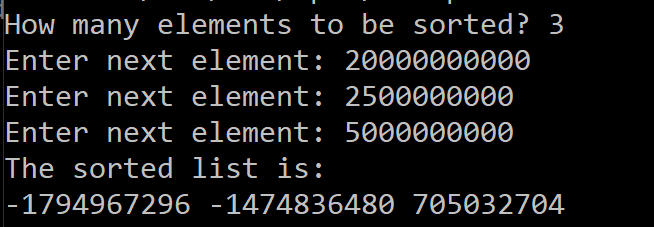 How many elements to be sorted? 3
Enter next element: 20000000000
Enter next element: 2500000000
Enter next element: 5000000000
The sorted list is:
-1794967296 -1474836480 705032704